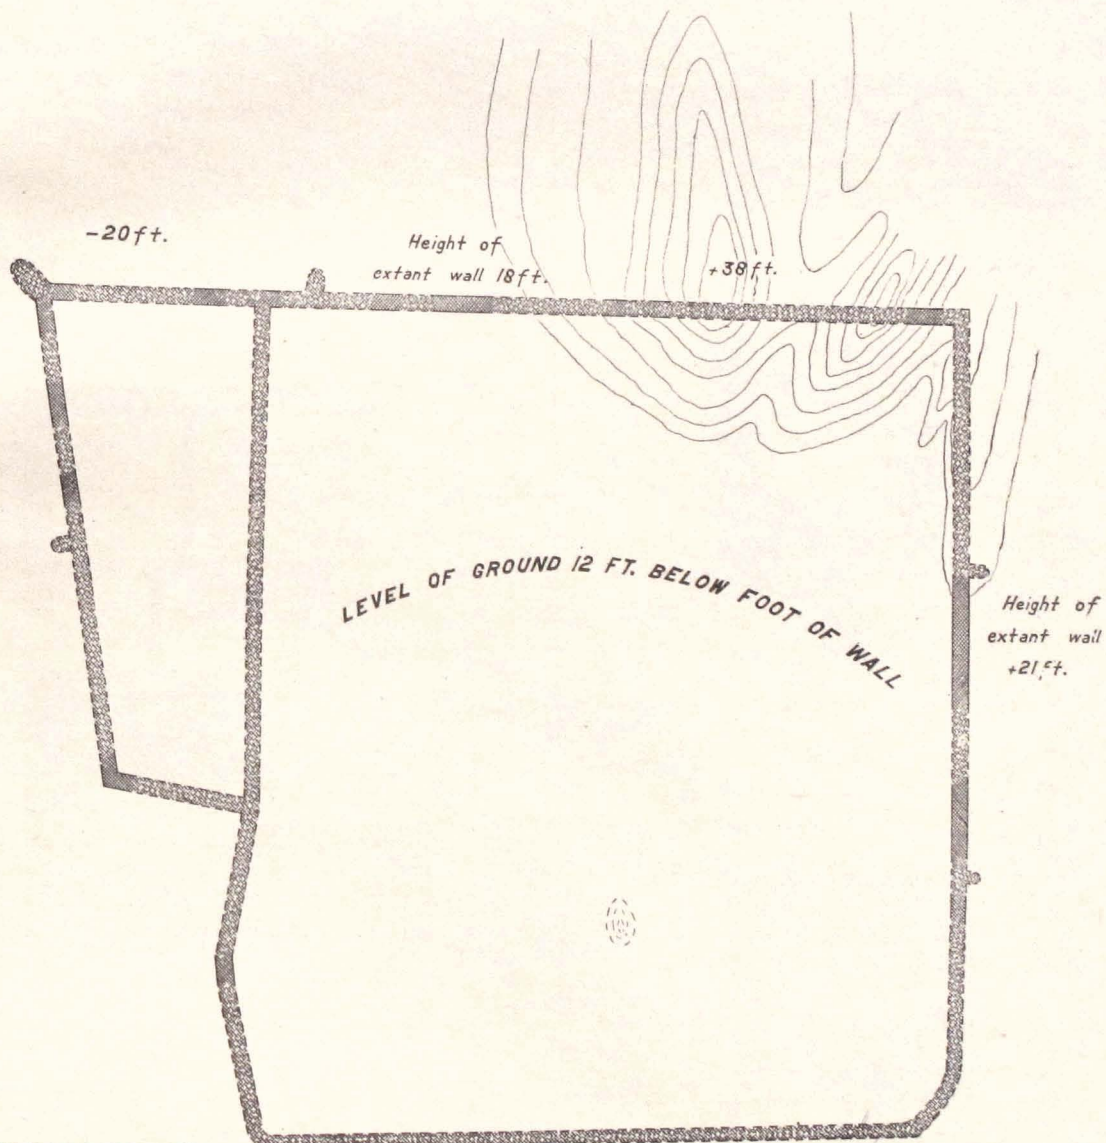 -20ft.
Height of
extant wall 18ft.
+38ft.
LEVEL OF GROUND 12 FT. BELOW FOOT OF WALL
Height of
extant wall
+21ft.